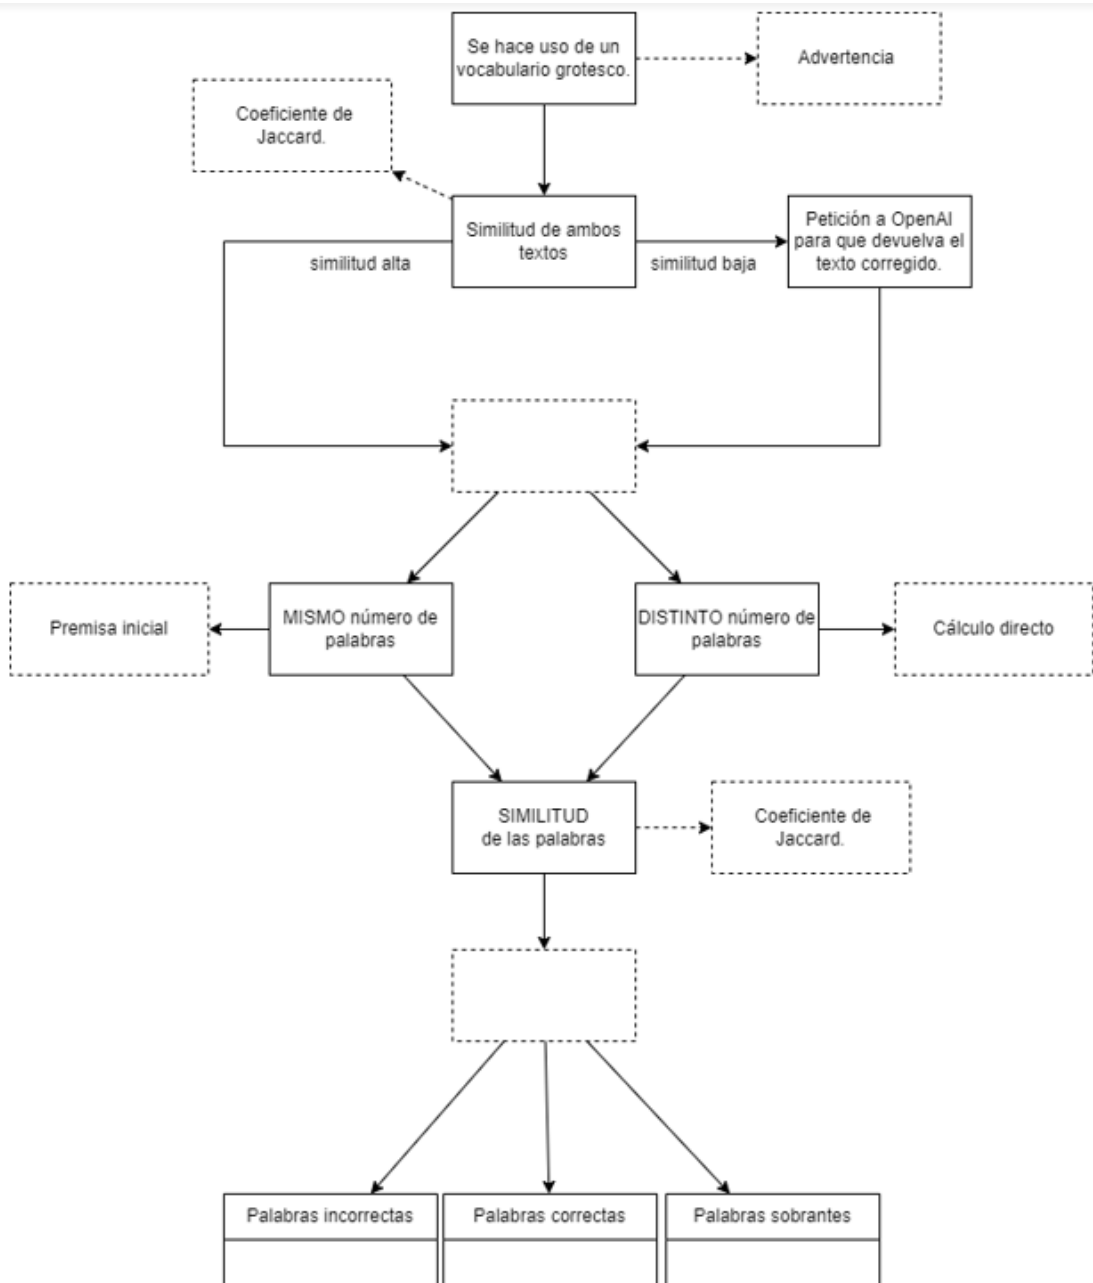 Se hace uso de un
vocabulario grotesco.
Advertencia
Coeficiente de
Jaccard.
Similitud de ambos
textos
Petición a OpenAI
para que devuelva el
texto corregido.
similitud alta
similitud baja
Premisa inicial
MISMO número de
palabras
DISTINTO número de
palabras
Cálculo directo
SIMILITUD
de las palabras
Coeficiente de
Jaccard.
Palabras incorrectas
Palabras correctas
Palabras sobrantes